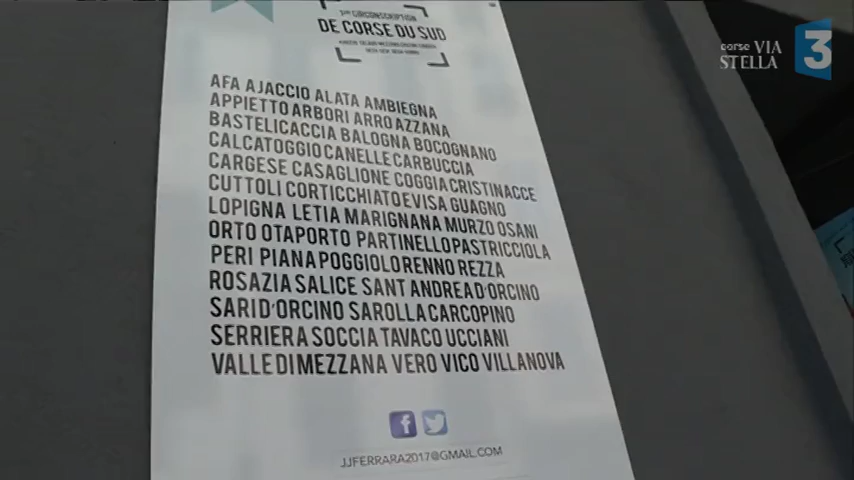 1ère CIRCONSCRIPTION
DE CORSE DU SUD
AFA AJACCIO ALATA AMBIEGNA
APPIETTO ARBORI ARRO AZZANA
BASTELICACCIA BALOGNA BOCOGNANO
CALCATOGGIO CANELLE CARBUCCIA
CARGESE CASAGLIONE COGGIA CRISTINACCE
CUTTOLI CORTICCHIATO EVISA GUAGNO
LOPIGNA LETIA MARIGNANA MURZO OSANI
ORTO OTA PORTO PARTINELLO PASTRICCIOLA
PERI PIANA POGGIOLO RENNO REZZA
ROSAZIA SALICE SANT ANDREA D'ORCINO
SARI D'ORCINO SAROLLA CARCOPINO
SERRIERA SOCCIA TAVACO UCCIANI
VALLE DI MEZZANA VERO VICO VILLANOVA
JJFERRARA2017@GMAIL.COM
corse VIA
STELLA
3